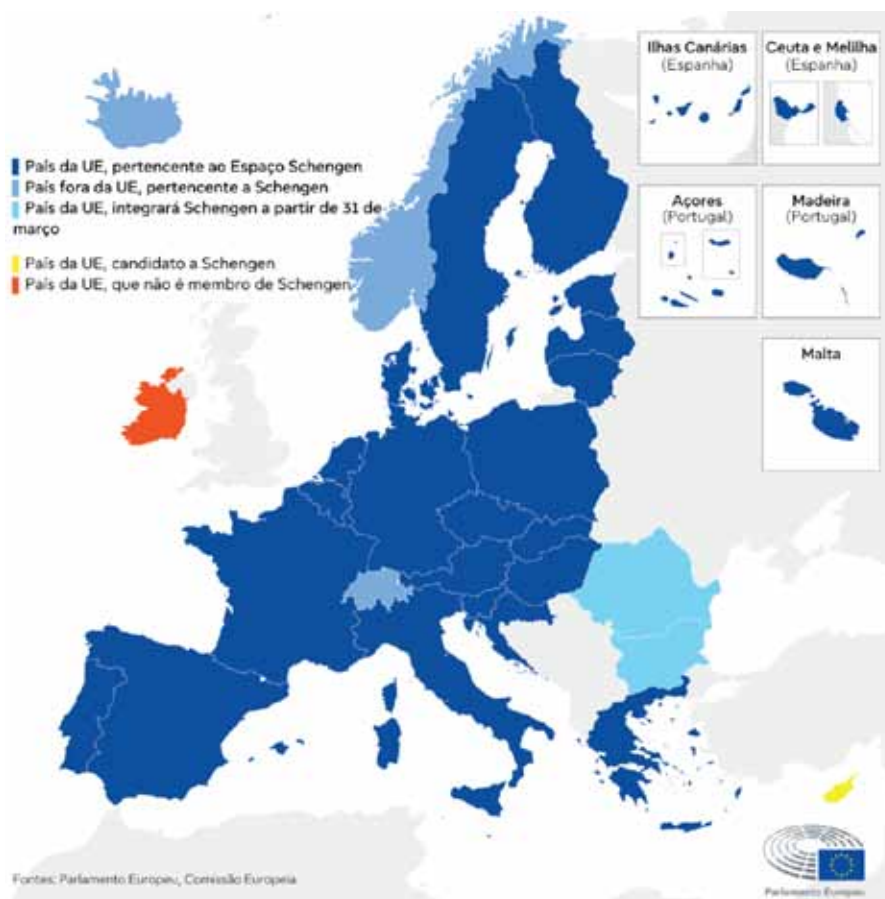 Ilhas Canárias
(Espanha)
Ceuta e Melilha
(Espanha)
País da UE, pertencente ao Espaço Schengen
País fora da UE, pertencente a Schengen
País da UE, integrará Schengen a partir de 31 de
março
País da UE, candidato a Schengen
País da UE, que não é membro de Schengen
Açores
(Portugal)
Madeira
(Portugal)
Malta
Fontes: Parlamento Europeu, Comissão Europeia
Parlamento Europeu